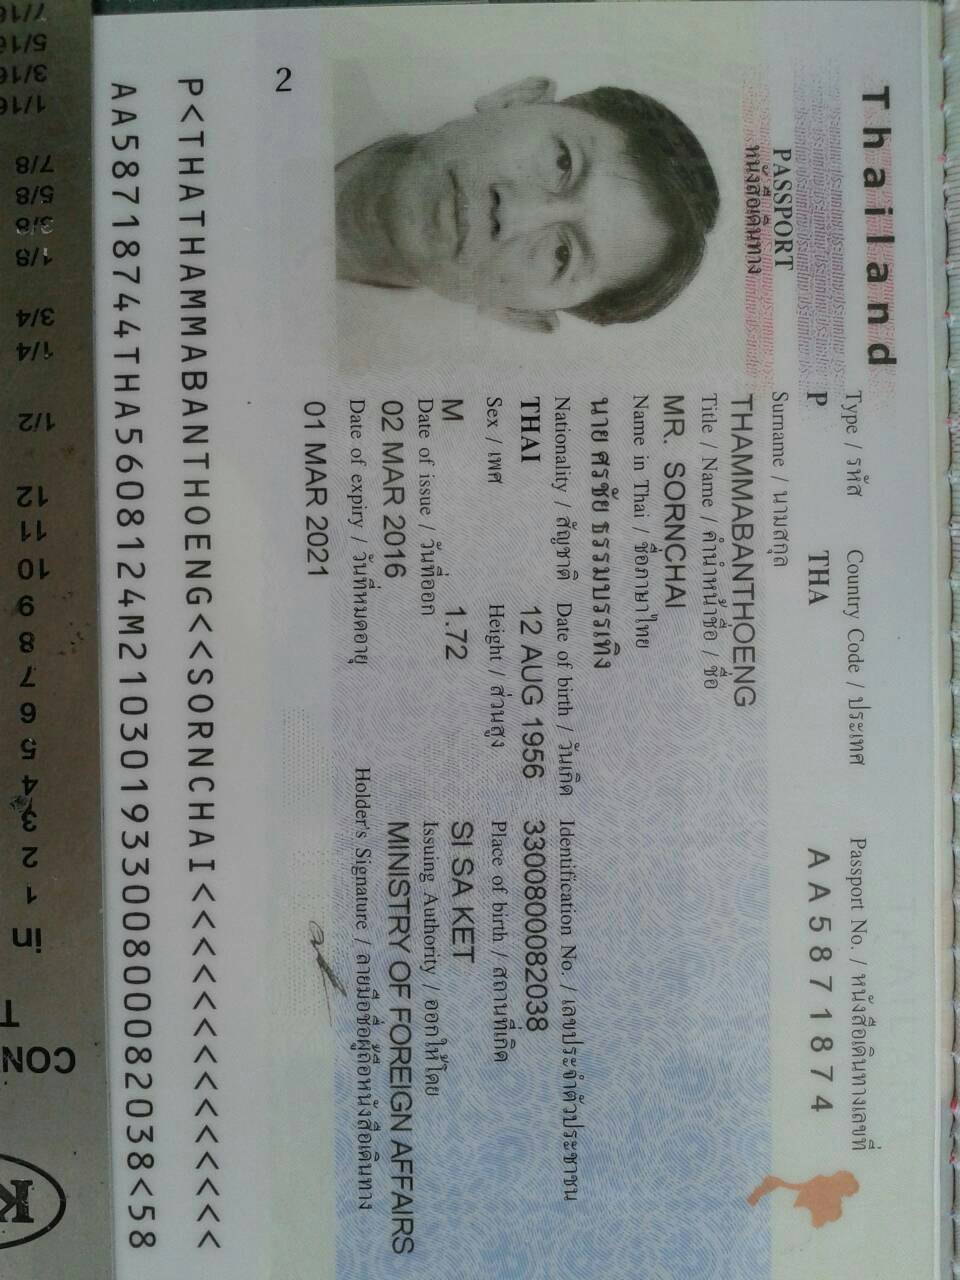 Thailand
PASSPORT
หนังสือเดินทาง
Type / รหัส Country Code / ประเทศ Passport No. / หนังสือเดินทางเลขที่
P THA AA5871874
Surname / นามสกุล
THAMMABANTHOENG
Title / Name / คำนำหน้าชื่อ / ชื่อ
MR. SORNCHAI
Name in Thai / ชื่อภาษาไทย
นาย ศรชัย ธรรมบรรเทิง
Nationality / สัญชาติ Date of birth / วันเกิด Identification No. / เลขประจำตัวประชาชน
THAI 12 AUG 1956 3300800082038
Sex / เพศ Height / ส่วนสูง Place of birth / สถานที่เกิด
M 1.72 SI SA KET
Date of issue / วันที่ออก Issuing Authority / ออกให้โดย
02 MAR 2016 MINISTRY OF FOREIGN AFFAIRS
Date of expiry / วันที่หมดอายุ Holder's Signature / ลายมือชื่อผู้ถือหนังสือเดินทาง
01 MAR 2021
2
P<THATHAMMABANTHOENG<<SORNCHAI<<<<<<<<<<<<<<
AA58718744THA5608124M21030193300800082038<58
7/16 5/16 3/16 1/16 7/8 5/8 3/8 1/8 3/4 1/4 1/2
12 11 10 9 8 7 6 5 4 3 2 1 in
CON
K